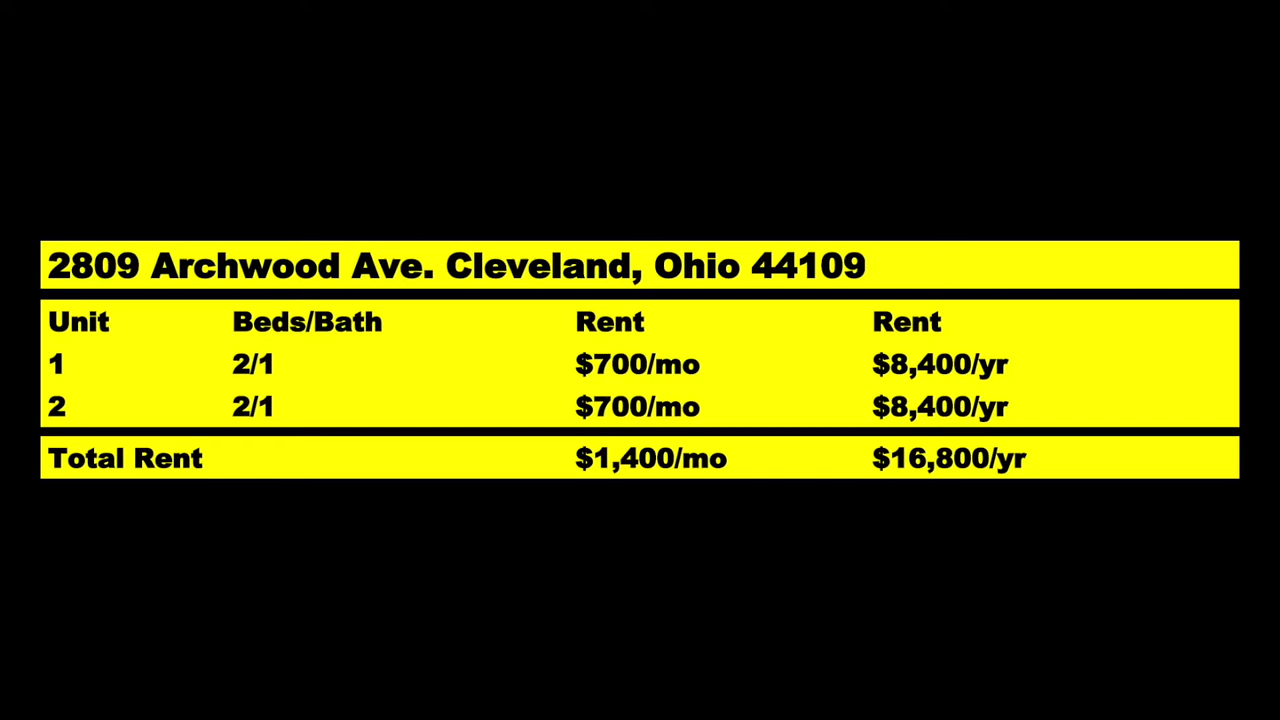 2809 Archwood Ave. Cleveland, Ohio 44109
Unit Beds/Bath Rent Rent
1 2/1 $700/mo $8,400/yr
2 2/1 $700/mo $8,400/yr
Total Rent $1,400/mo $16,800/yr